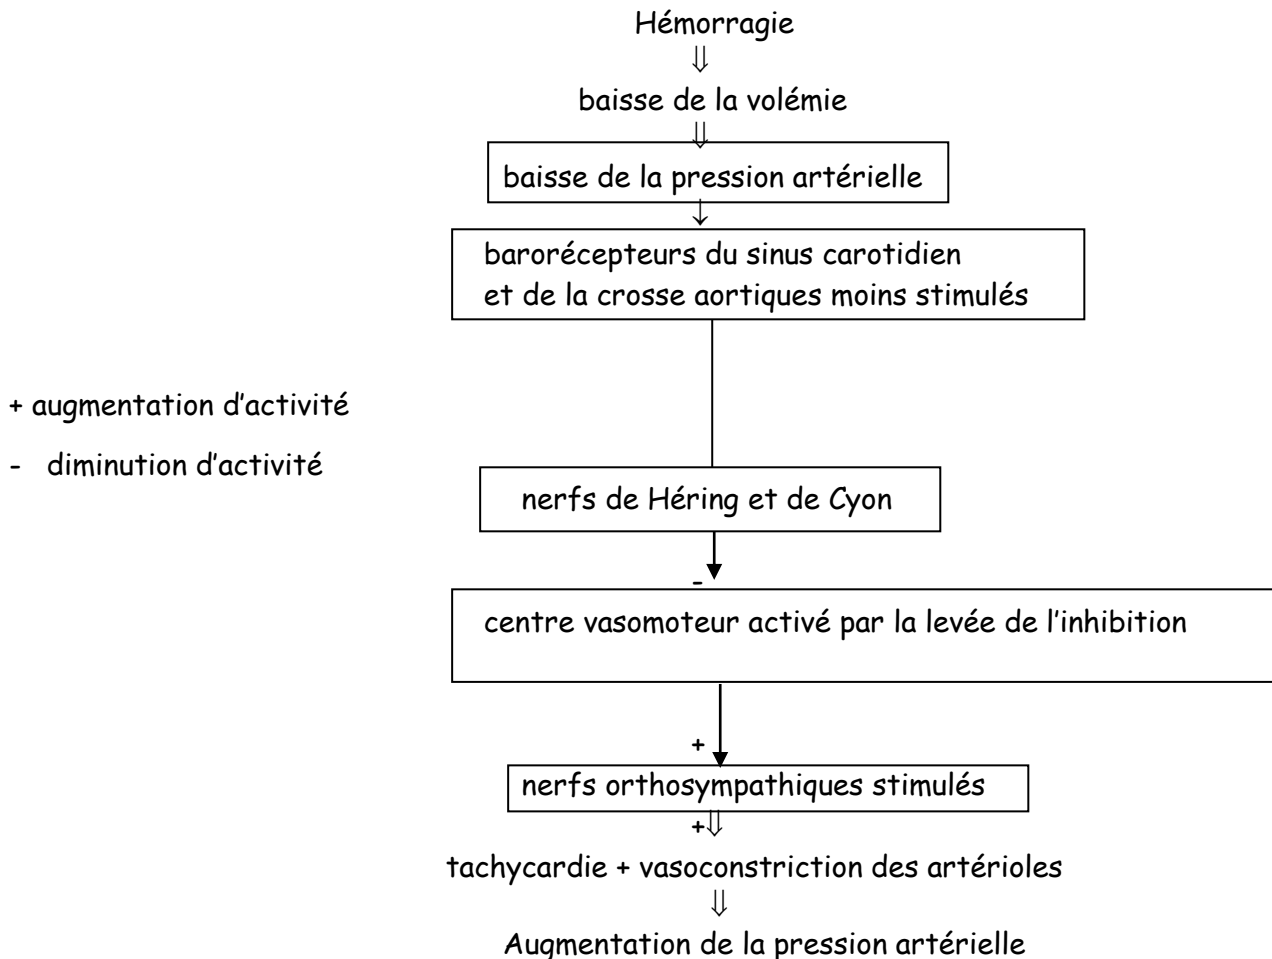 Hémorragie
⇓
baisse de la volémie
⇓
baisse de la pression artérielle
↓
barorécepteurs du sinus carotidien
et de la crosse aortiques moins stimulés
+ augmentation d’activité
- diminution d’activité
nerfs de Héring et de Cyon
-
centre vasomoteur activé par la levée de l’inhibition
+
nerfs orthosympathiques stimulés
+⇓
tachycardie + vasoconstriction des artérioles
⇓
Augmentation de la pression artérielle